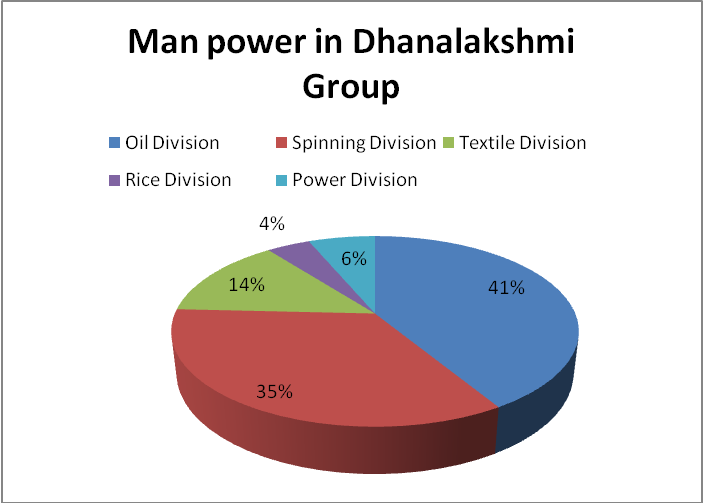 Man power in Dhanalakshmi
Group
Oil Division Spinning Division Textile Division
Rice Division Power Division
4%
6%
14%
41%
35%